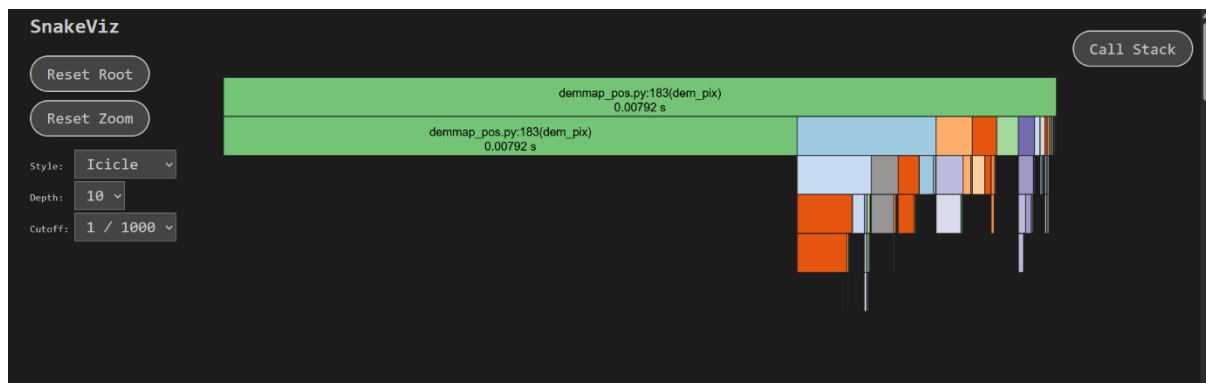 SnakeViz
Reset Root
Reset Zoom
Style: Icicle
Depth: 10
Cutoff: 1 / 1000
Call Stack
demmap_pos.py:183(dem_pix)
0.00792 s
demmap_pos.py:183(dem_pix)
0.00792 s